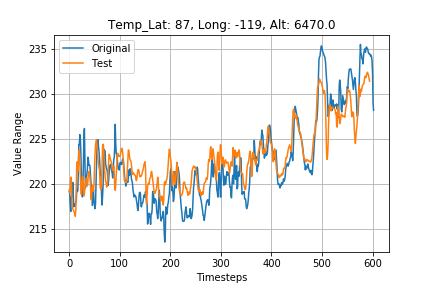 Temp_Lat: 87, Long: -119, Alt: 6470.0
Original
Test
Value Range
235
230
225
220
215
0
100
200
300
400
500
600
Timesteps